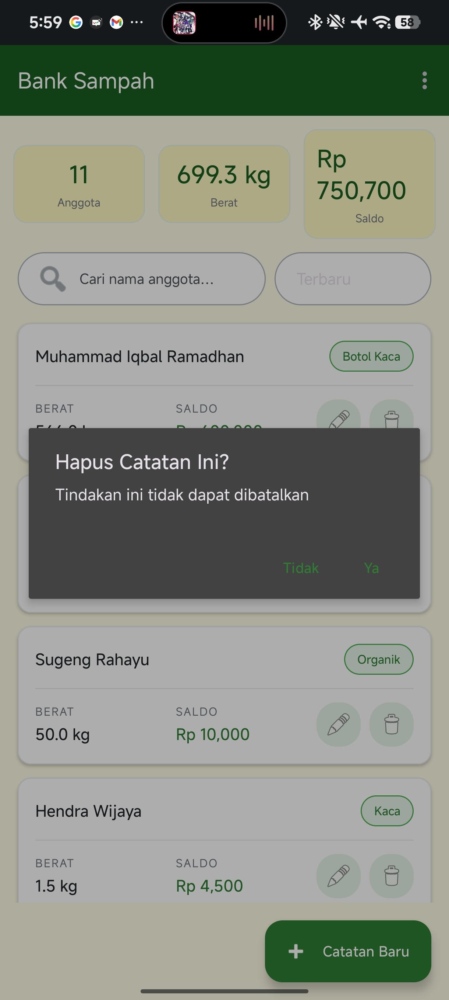 5:59
58
Bank Sampah
11
Anggota
699.3 kg
Berat
Rp
750,700
Saldo
Cari nama anggota...
Terbaru
Muhammad Iqbal Ramadhan
Botol Kaca
BERAT
SALDO
Hapus Catatan Ini?
Tindakan ini tidak dapat dibatalkan
Tidak
Ya
Sugeng Rahayu
Organik
BERAT
SALDO
50.0 kg
Rp 10,000
Hendra Wijaya
Kaca
BERAT
SALDO
1.5 kg
Rp 4,500
Catatan Baru